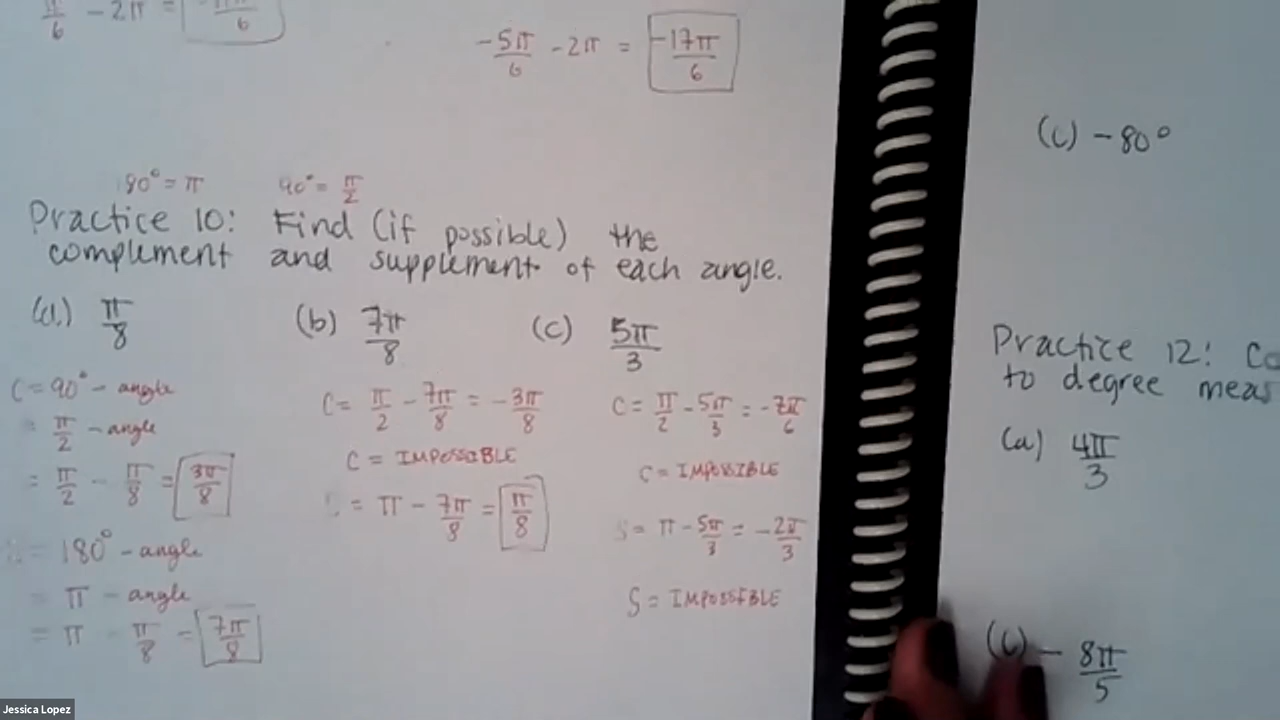 π/6 - 2π =
-5π/6 - 2π = -17π/6
180° = π 90° = π/2
Practice 10: Find (if possible) the
complement and supplement of each angle.
(a.) π/8 (b) 7π/8 (c) 5π/3
C = 90° - angle
= π/2 - angle
= π/2 - π/8 = 3π/8
= 180° - angle
= π - angle
= π - π/8 = 7π/8
C = π/2 - 7π/8 = -3π/8
C = IMPOSSIBLE
= π - 7π/8 = π/8
C = π/2 - 5π/3 = -7π/6
C = IMPOSSIBLE
S = π - 5π/3 = -2π/3
S = IMPOSSIBLE
(c) -80°
Practice 12:
to degree
(a) 4π/3
- 8π/5
Jessica Lopez